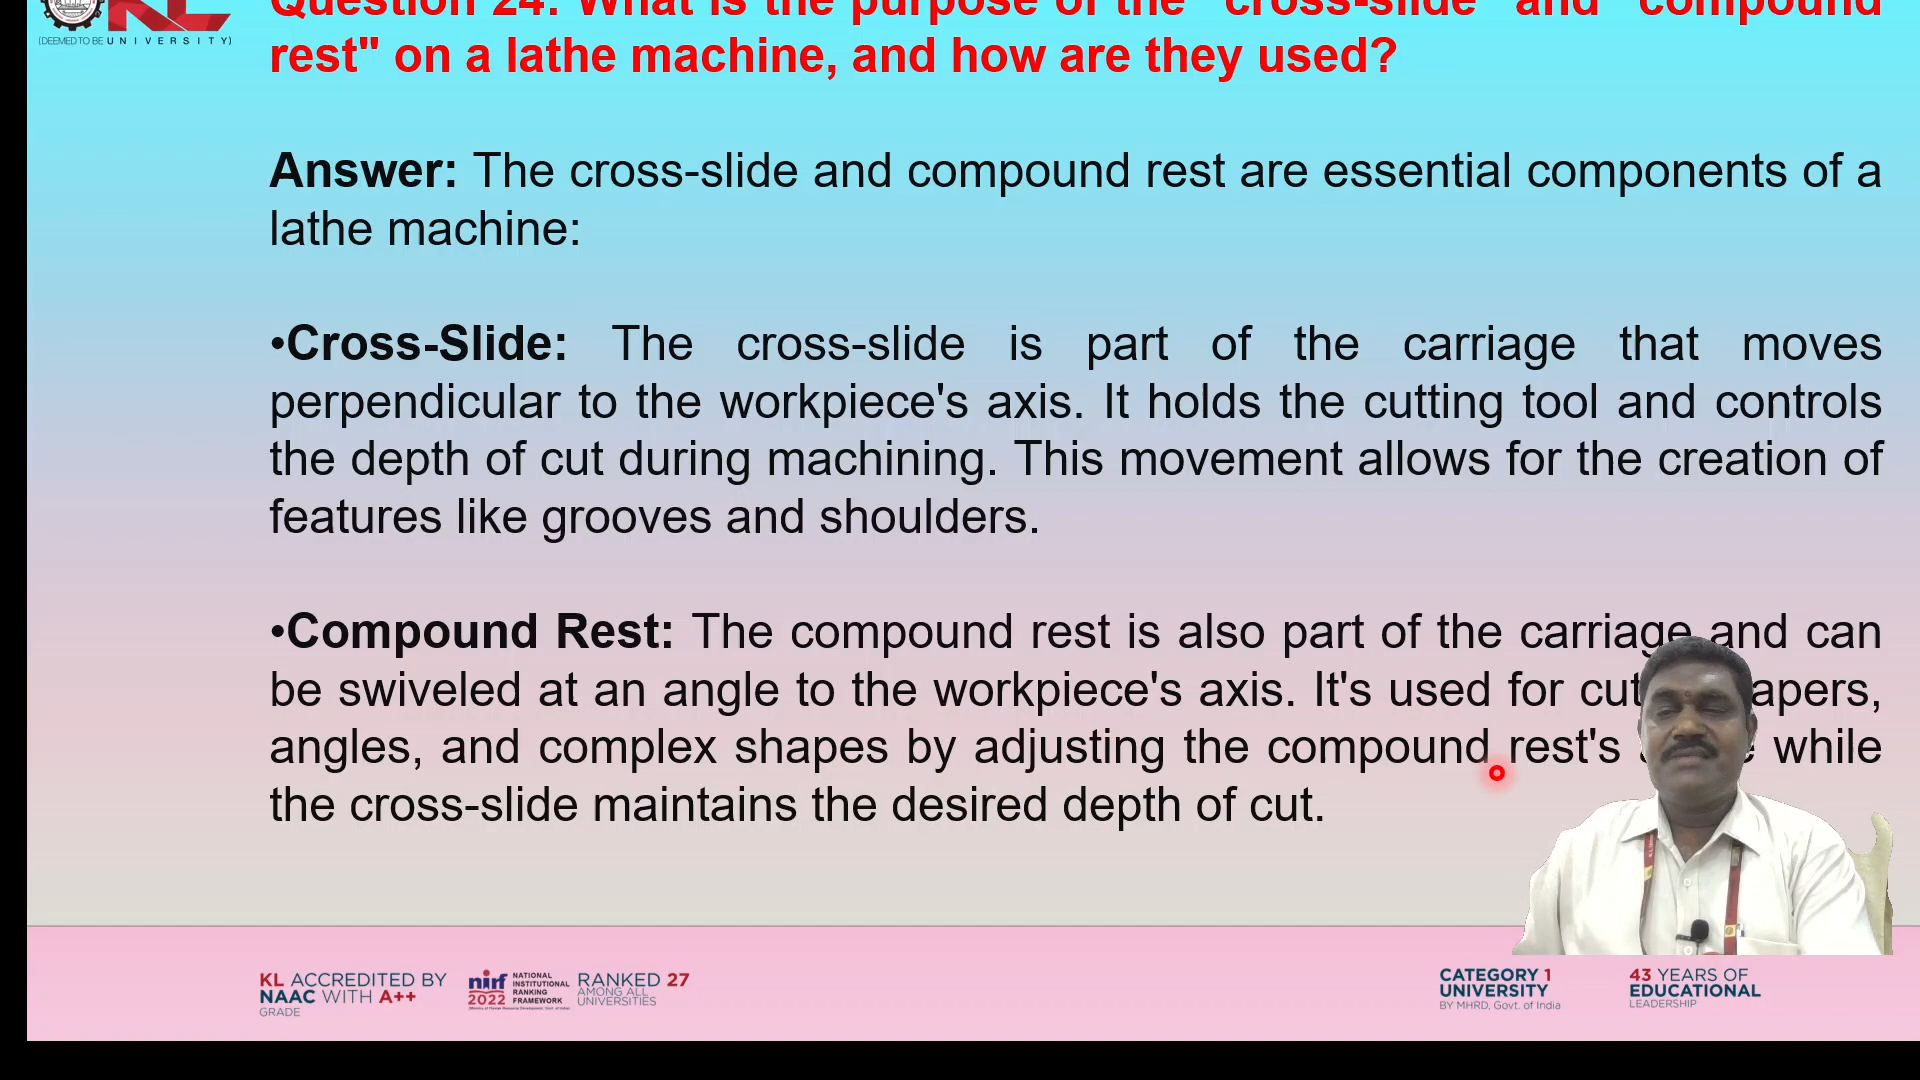 KL
(DEEMED TO BE UNIVERSITY)
Question 24: What is the purpose of the "cross-slide" and "compound
rest" on a lathe machine, and how are they used?
Answer: The cross-slide and compound rest are essential components of a
lathe machine:
•Cross-Slide: The cross-slide is part of the carriage that moves
perpendicular to the workpiece's axis. It holds the cutting tool and controls
the depth of cut during machining. This movement allows for the creation of
features like grooves and shoulders.
•Compound Rest: The compound rest is also part of the carriage and can
be swiveled at an angle to the workpiece's axis. It's used for cut apers,
angles, and complex shapes by adjusting the compound rest's while
the cross-slide maintains the desired depth of cut.
KL ACCREDITED BY
NAAC WITH A++
GRADE
nirf
2022
NATIONAL
INSTITUTIONAL
RANKING
FRAMEWORK
RANKED 27
AMONG ALL
UNIVERSITIES
CATEGORY 1
UNIVERSITY
BY MHRD, Govt. of India
43 YEARS OF
EDUCATIONAL
LEADERSHIP